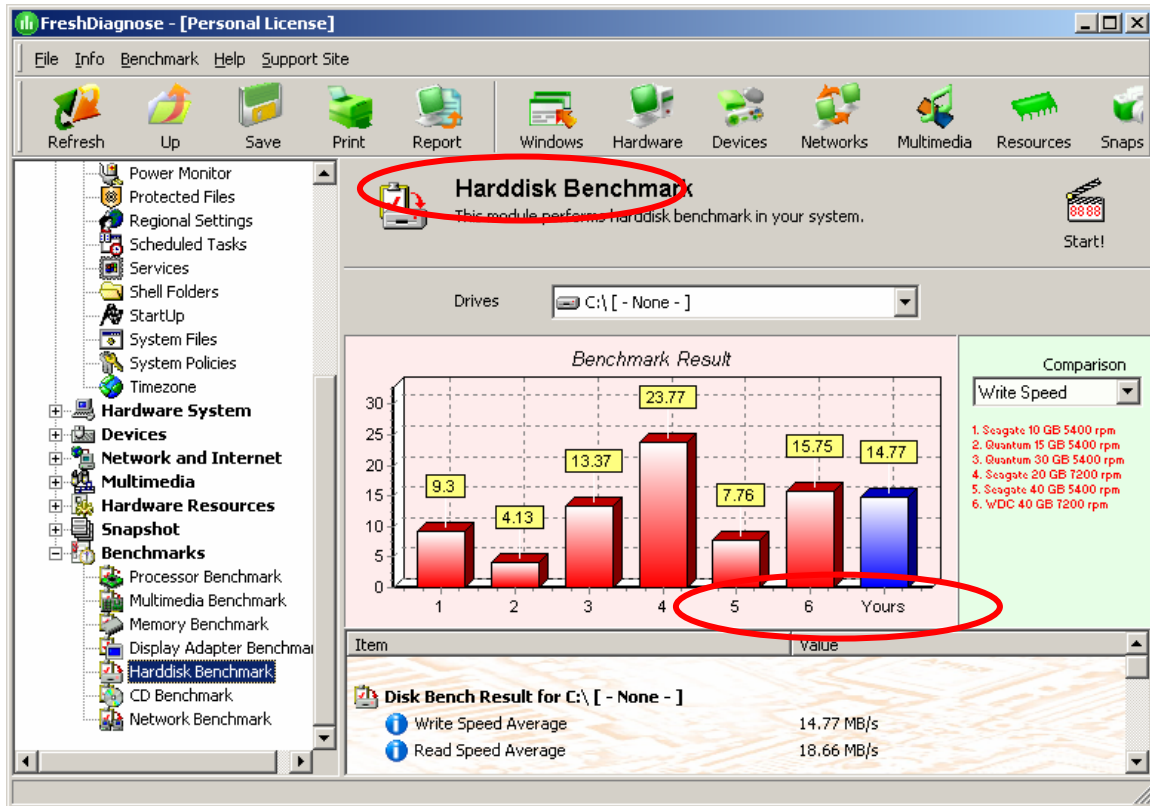 FreshDiagnose - [Personal License]
File Info Benchmark Help Support Site
Refresh Up Save Print Report Windows Hardware Devices Networks Multimedia Resources Snaps
Power Monitor
Protected Files
Regional Settings
Scheduled Tasks
Services
Shell Folders
StartUp
System Files
System Policies
Timezone
Hardware System
Devices
Network and Internet
Multimedia
Hardware Resources
Snapshot
Benchmarks
Processor Benchmark
Multimedia Benchmark
Memory Benchmark
Display Adapter Benchmar
Harddisk Benchmark
CD Benchmark
Network Benchmark
Harddisk Benchmark
This module performs harddisk benchmark in your system.
88 88
Start!
Drives C:\ [ - None - ]
Benchmark Result
30
25
20
15
10
5
0
9.3
4.13
13.37
23.77
7.76
15.75
14.77
1 2 3 4 5 6 Yours
Comparison
Write Speed
1. Seagate 10 GB 5400 rpm
2. Quantum 15 GB 5400 rpm
3. Quantum 30 GB 5400 rpm
4. Seagate 20 GB 7200 rpm
5. Seagate 40 GB 5400 rpm
6. WDC 40 GB 7200 rpm
Item Value
Disk Bench Result for C:\ [ - None - ]
Write Speed Average 14.77 MB/s
Read Speed Average 18.66 MB/s